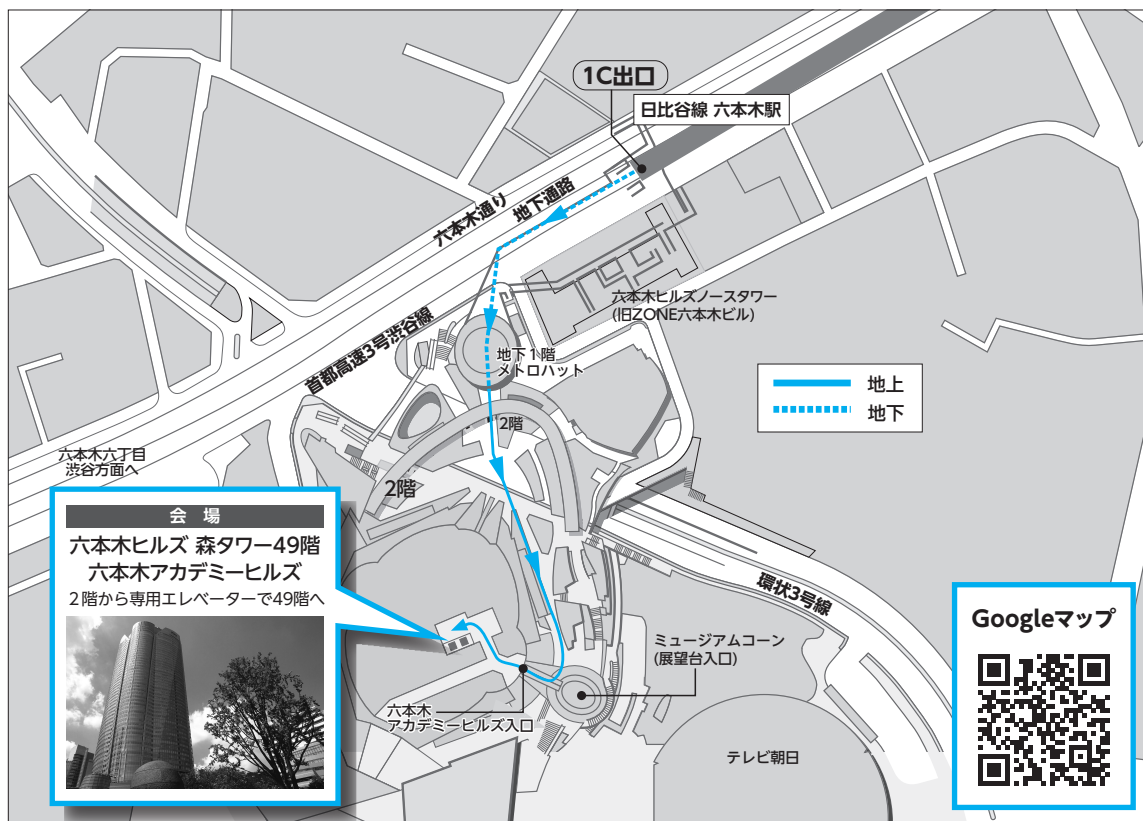 1C出口
日比谷線 六本木駅
六本木通り
地下通路
首都高速3号渋谷線
六本木ヒルズノースタワー
(旧ZONE六本木ビル)
地下1階
メトロハット
地上
地下
2階
2階
六本木六丁目
渋谷方面へ
会 場
六本木ヒルズ 森タワー49階
六本木アカデミーヒルズ
2階から専用エレベーターで49階へ
環状3号線
Googleマップ
ミュージアムコーン
(展望台入口)
六本木
アカデミーヒルズ入口
テレビ朝日